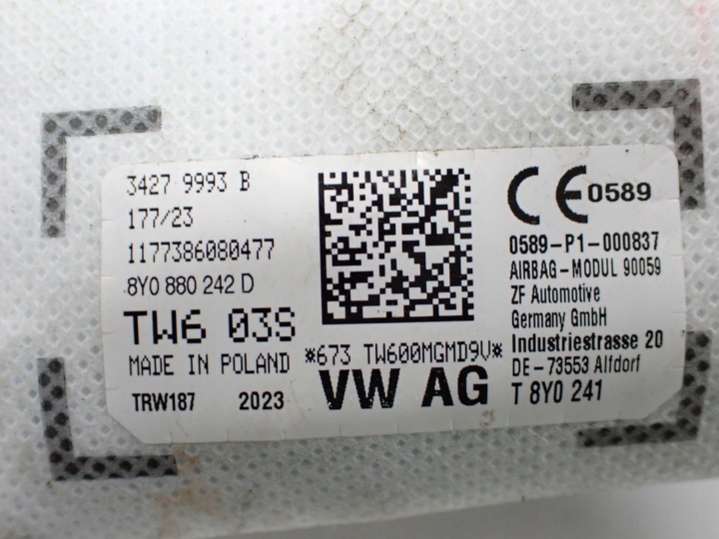 3427 9993 B
177/23
1177386080477
8Y0 880 242 D
TW6 03S
MADE IN POLAND
TRW187 2023
*673 TW600MGMD9V*
VW AG
CE 0589
0589-P1-000837
AIRBAG-MODUL 90059
ZF Automotive
Germany GmbH
Industriestrasse 20
DE-73553 Alfdorf
T 8Y0 241